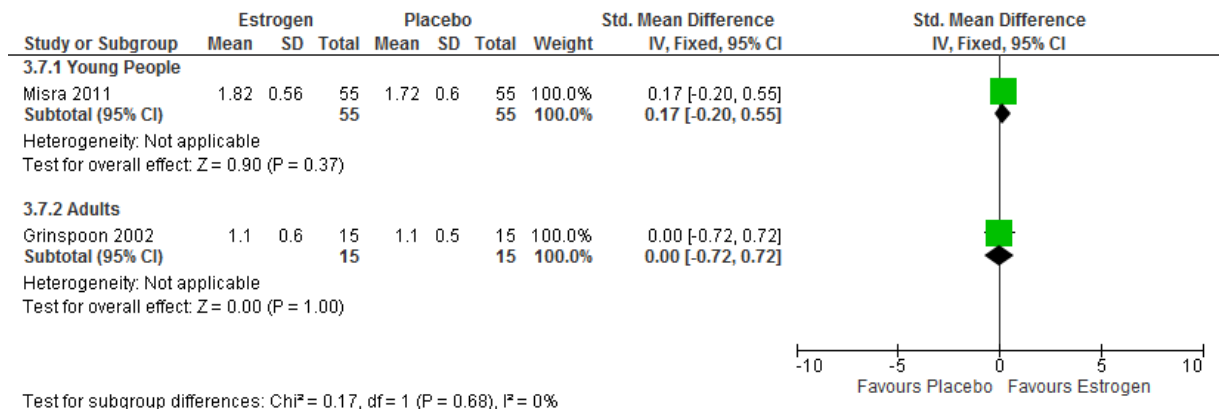 Estrogen Placebo Std. Mean Difference Std. Mean Difference
Study or Subgroup Mean SD Total Mean SD Total Weight IV, Fixed, 95% CI IV, Fixed, 95% CI
3.7.1 Young People
Misra 2011 1.82 0.56 55 1.72 0.6 55 100.0% 0.17 [-0.20, 0.55]
Subtotal (95% CI) 55 55 100.0% 0.17 [-0.20, 0.55]
Heterogeneity: Not applicable
Test for overall effect: Z = 0.90 (P = 0.37)
3.7.2 Adults
Grinspoon 2002 1.1 0.6 15 1.1 0.5 15 100.0% 0.00 [-0.72, 0.72]
Subtotal (95% CI) 15 15 100.0% 0.00 [-0.72, 0.72]
Heterogeneity: Not applicable
Test for overall effect: Z = 0.00 (P = 1.00)
-10 -5 0 5 10
Favours Placebo Favours Estrogen
Test for subgroup differences: Chi² = 0.17, df = 1 (P = 0.68), I² = 0%